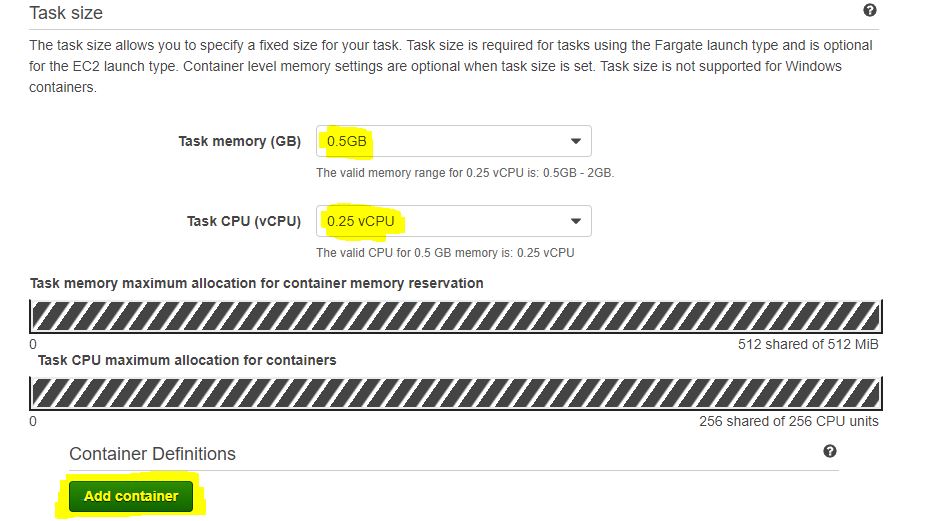 Task size
The task size allows you to specify a fixed size for your task. Task size is required for tasks using the Fargate launch type and is optional
for the EC2 launch type. Container level memory settings are optional when task size is set. Task size is not supported for Windows
containers.
Task memory (GB) 0.5GB
The valid memory range for 0.25 vCPU is: 0.5GB - 2GB.
Task CPU (vCPU) 0.25 vCPU
The valid CPU for 0.5 GB memory is: 0.25 vCPU
Task memory maximum allocation for container memory reservation
0 512 shared of 512 MiB
Task CPU maximum allocation for containers
0 256 shared of 256 CPU units
Container Definitions
Add container